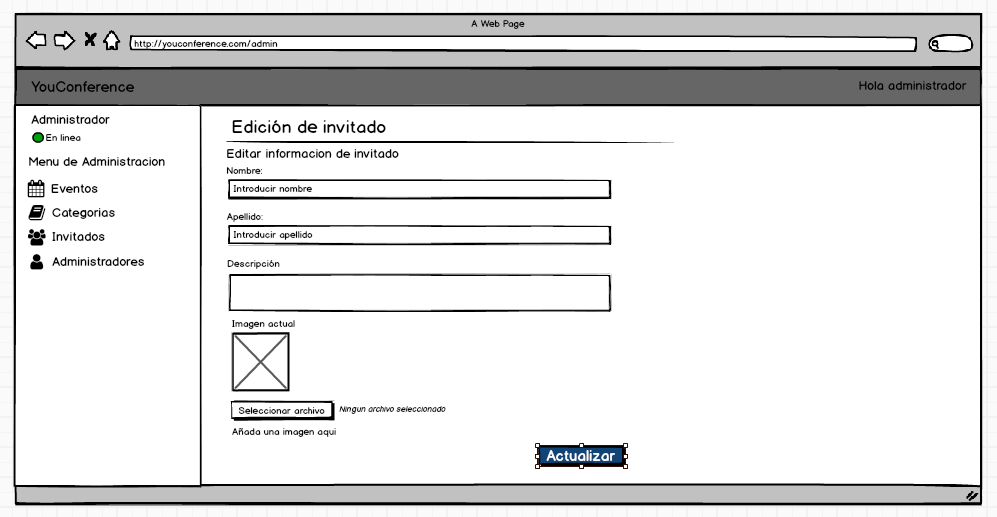 A Web Page
http://youconference.com/admin
YouConference
Hola administrador
Administrador
En linea
Menu de Administracion
Eventos
Categorias
Invitados
Administradores
Edición de invitado
Editar informacion de invitado
Nombre:
Introducir nombre
Apellido:
Introducir apellido
Descripción
Imagen actual
Seleccionar archivo
Ningun archivo seleccionado
Añada una imagen aqui
Actualizar